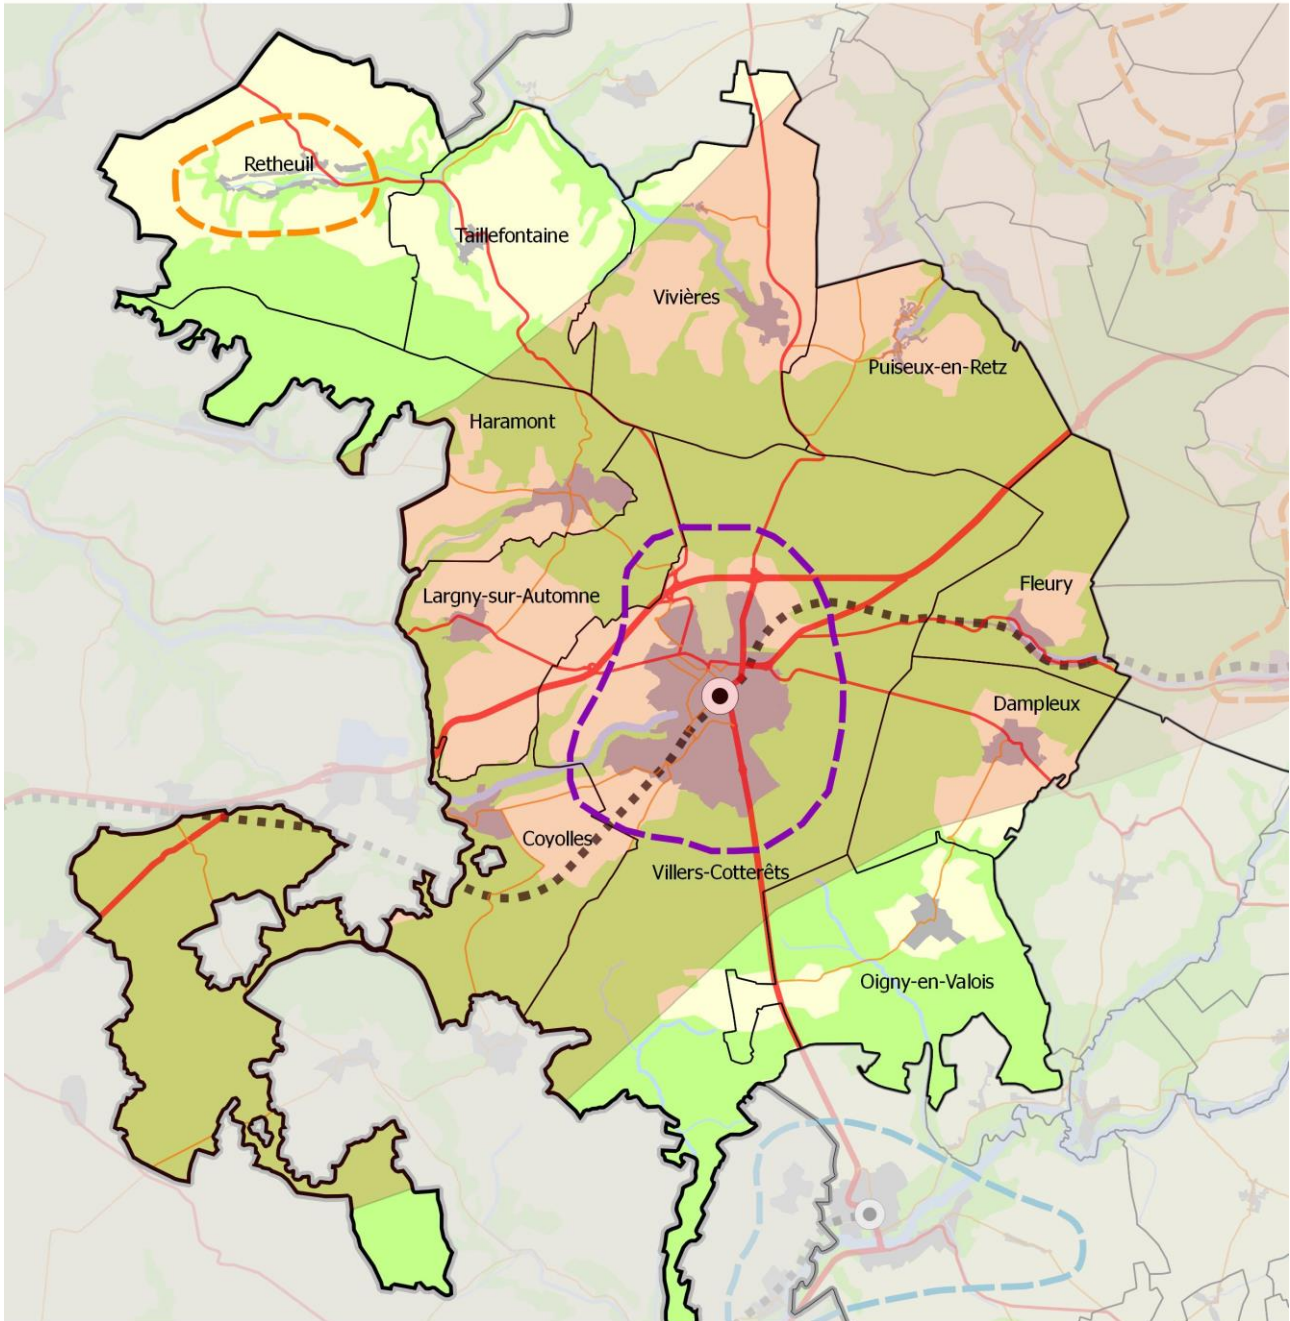 Retheuil
Taillefontaine
Vivières
Puiseux-en-Retz
Haramont
Largny-sur-Automne
Fleury
Dampleux
Coyolles
Villers-Cotterêts
Oigny-en-Valois